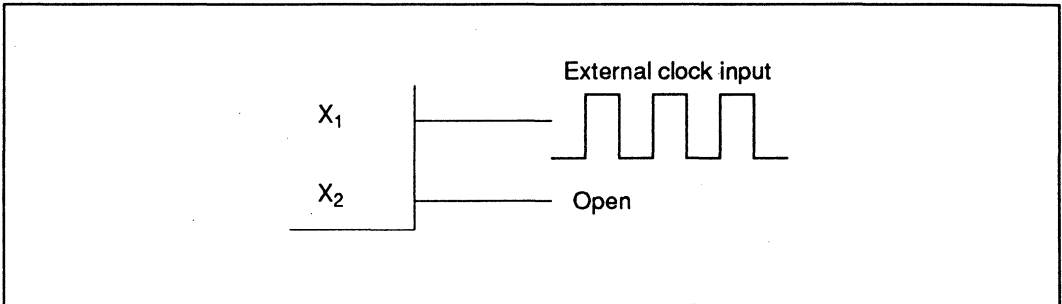 External clock input
X₁
X₂
Open